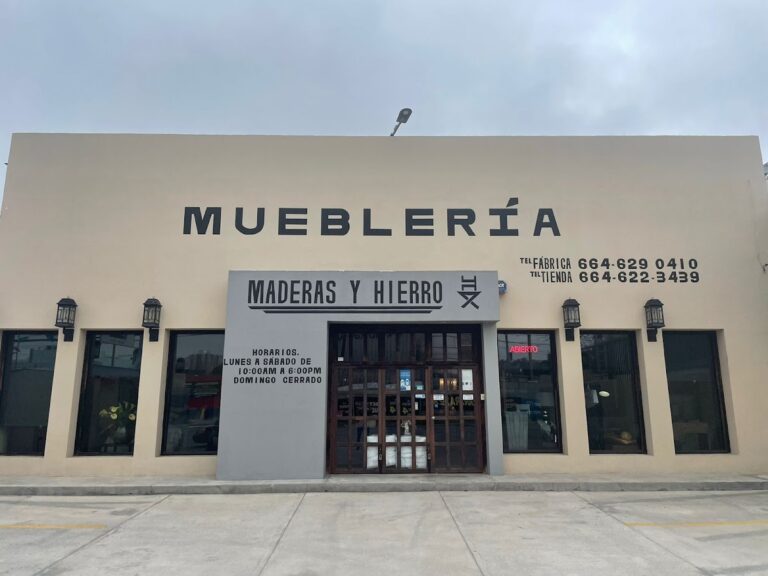 MUEBLERÍA
TEL FÁBRICA 664-629 0410
TEL TIENDA 664-622-3439
MADERAS Y HIERRO
HORARIOS.
LUNES A SÁBADO DE
10:00AM A 6:00PM
DOMINGO CERRADO
ABIERTO